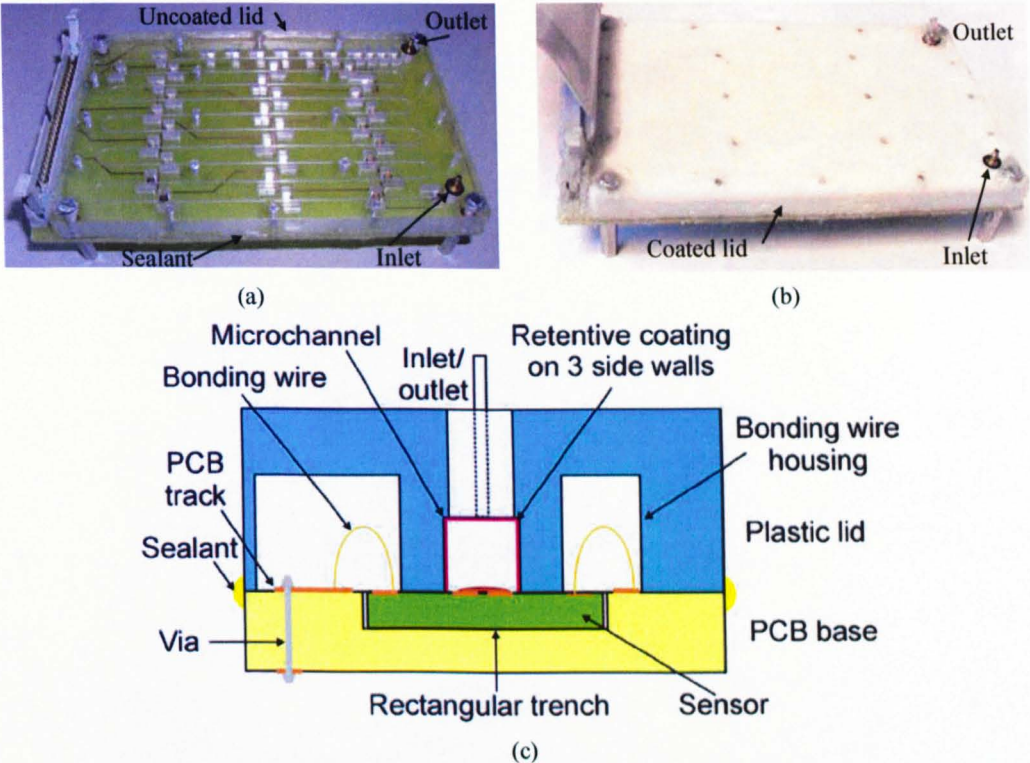 Uncoated lid
Outlet
Sealant
Inlet
(a)
Outlet
Coated lid
Inlet
(b)
Microchannel
Inlet/
outlet
Retentive coating
on 3 side walls
Bonding wire
Bonding wire
housing
PCB
track
Plastic lid
Sealant
Via
PCB base
Rectangular trench
Sensor
(c)